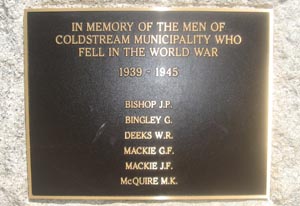 IN MEMORY OF THE MEN OF
COLDSTREAM MUNICIPALITY WHO
FELL IN THE WORLD WAR
1939 - 1945
BISHOP J.P.
BINGLEY G.
DEEKS W.R.
MACKIE G.F.
MACKIE J.F.
McQUIRE M.K.